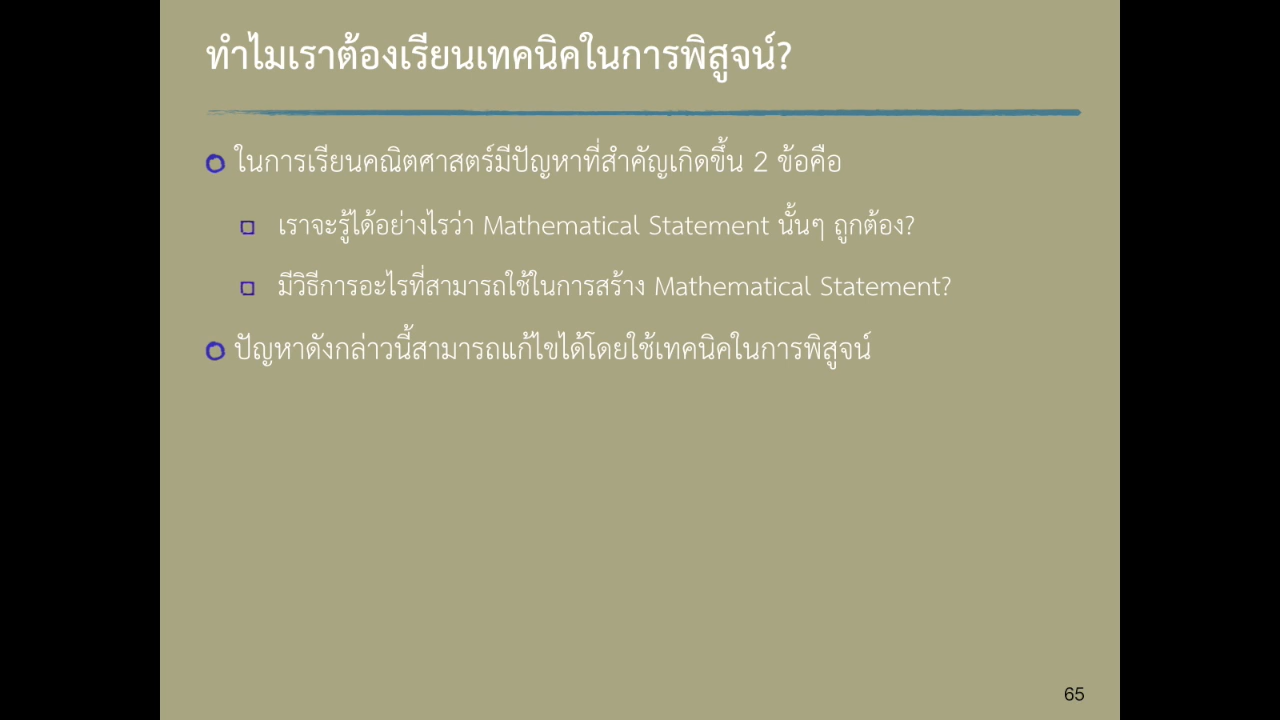 ทำไมเราต้องเรียนเทคนิคในการพิสูจน์?
ในการเรียนคณิตศาสตร์มีปัญหาที่สำคัญเกิดขึ้น 2 ข้อคือ
เราจะรู้ได้อย่างไรว่า Mathematical Statement นั้นๆ ถูกต้อง?
มีวิธีการอะไรที่สามารถใช้ในการสร้าง Mathematical Statement?
ปัญหาดังกล่าวนี้สามารถแก้ไขได้โดยใช้เทคนิคในการพิสูจน์
65